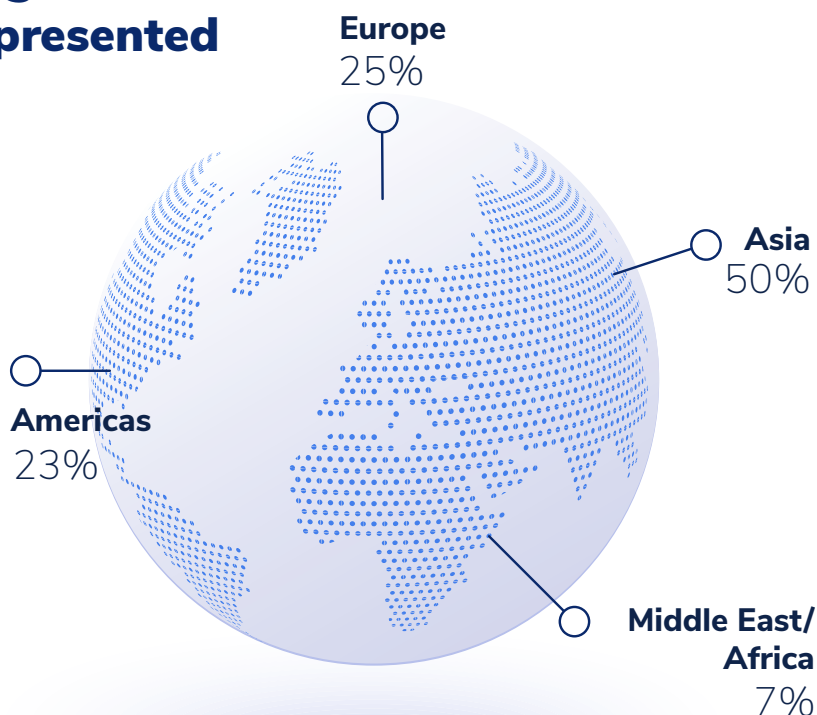 presented
Europe
25%
Asia
50%
Americas
23%
Middle East/
Africa
7%